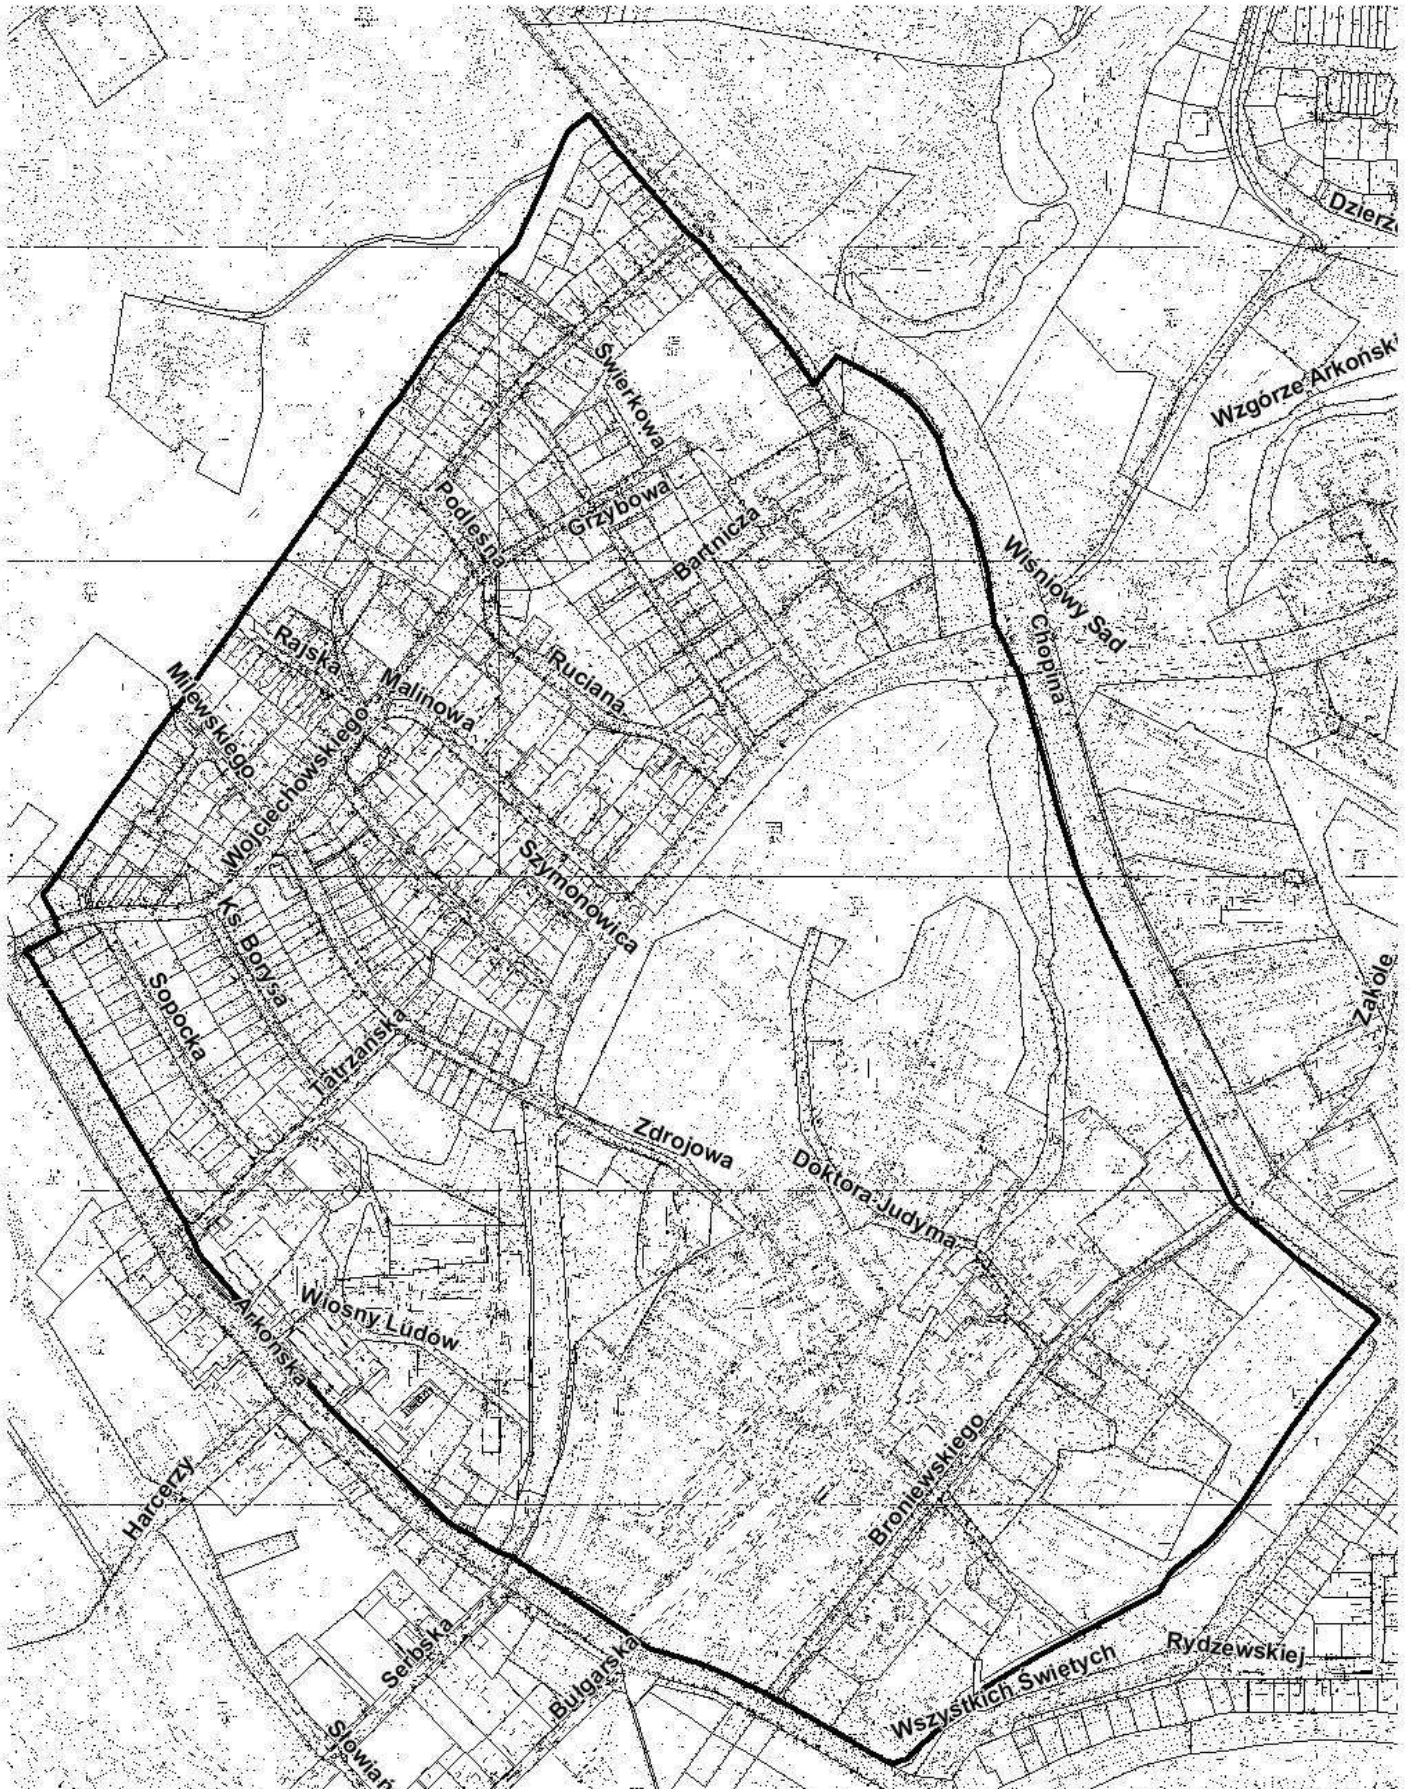 Dzierż
Wzgórze Arkoński
Świerkowa
Podleśna
Grzybowa
Bartnicza
Wiśniowy Sad
Chopina
Rajska
Malinowa
Ruciana
Milewskiego
Wojciechowskiego
Szymonowica
Ks. Borysa
Sopocka
Tatrzańska
Zakole
Zdrojowa
Doktora Judyma
Wiosny Ludów
Arkońska
Harcerzy
Broniewskiego
Serbska
Bułgarska
Wszystkich Świętych
Rydzewskiej
Słowiań